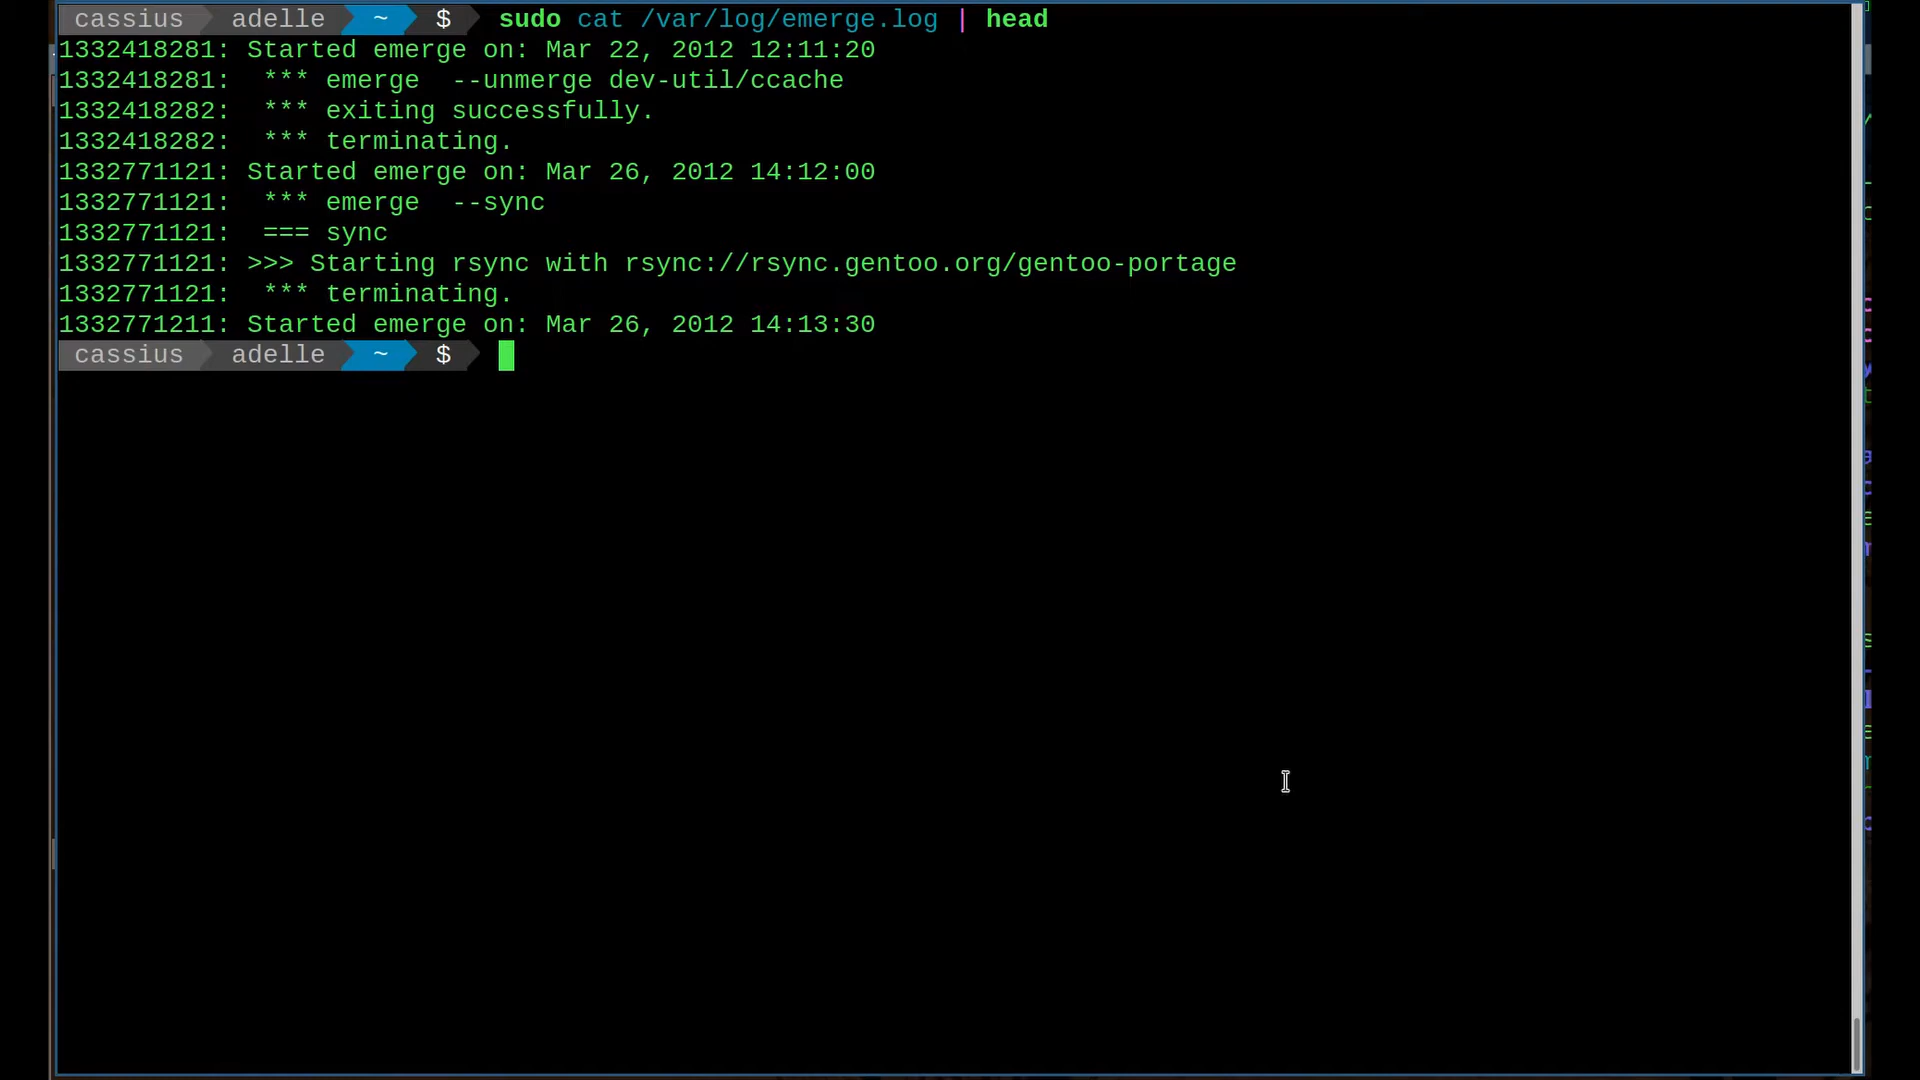 cassius adelle ~ $ sudo cat /var/log/emerge.log | head
1332418281: Started emerge on: Mar 22, 2012 12:11:20
1332418281:  *** emerge  --unmerge dev-util/ccache
1332418282:  *** exiting successfully.
1332418282:  *** terminating.
1332771121: Started emerge on: Mar 26, 2012 14:12:00
1332771121:  *** emerge  --sync
1332771121:  === sync
1332771121: >>> Starting rsync with rsync://rsync.gentoo.org/gentoo-portage
1332771121:  *** terminating.
1332771211: Started emerge on: Mar 26, 2012 14:13:30
cassius adelle ~ $